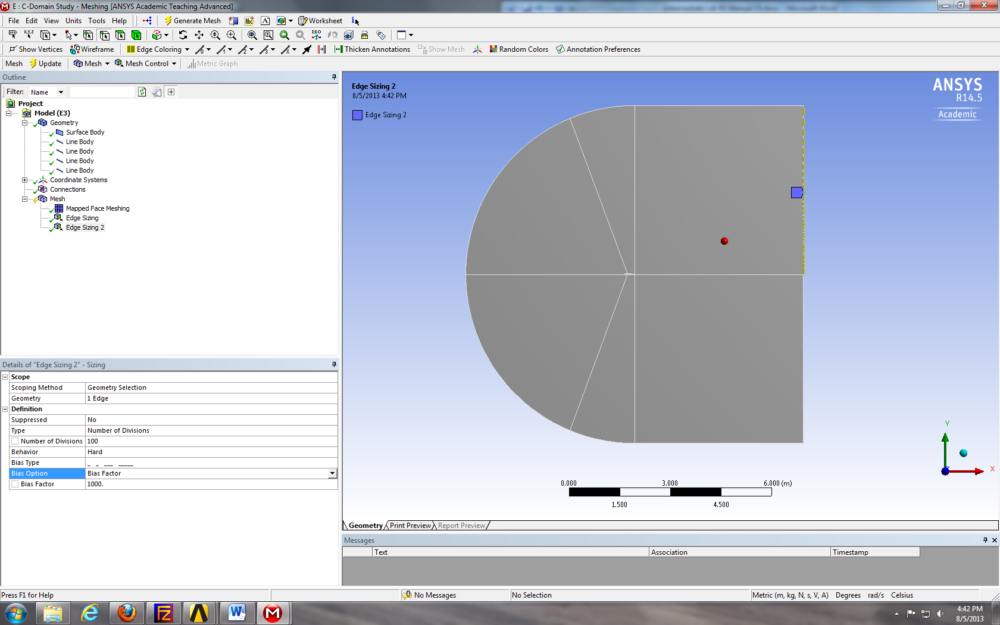 E : C-Domain Study - Meshing [ANSYS Academic Teaching Advanced]
File Edit View Units Tools Help Generate Mesh Worksheet
Show Vertices Wireframe Edge Coloring Thicken Annotations Show Mesh Random Colors Annotation Preferences
Mesh Update Mesh Mesh Control Metric Graph
Outline
Filter: Name
Project
Model (E3)
Geometry
Surface Body
Line Body
Line Body
Line Body
Line Body
Coordinate Systems
Connections
Mesh
Mapped Face Meshing
Edge Sizing
Edge Sizing 2
Details of "Edge Sizing 2" - Sizing
Scope
Scoping Method Geometry Selection
Geometry 1 Edge
Definition
Suppressed No
Type Number of Divisions
Number of Divisions 100
Behavior Hard
Bias Type _ _ ___ _____
Bias Option Bias Factor
Bias Factor 1000.
Edge Sizing 2
8/5/2013 4:42 PM
Edge Sizing 2
ANSYS
R14.5
Academic
Y
X
0.000 3.000 6.000 (m)
1.500 4.500
Geometry Print Preview Report Preview
Messages
Text Association Timestamp
Press F1 for Help 0 No Messages No Selection Metric (m, kg, N, s, V, A) Degrees rad/s Celsius
4:42 PM
8/5/2013